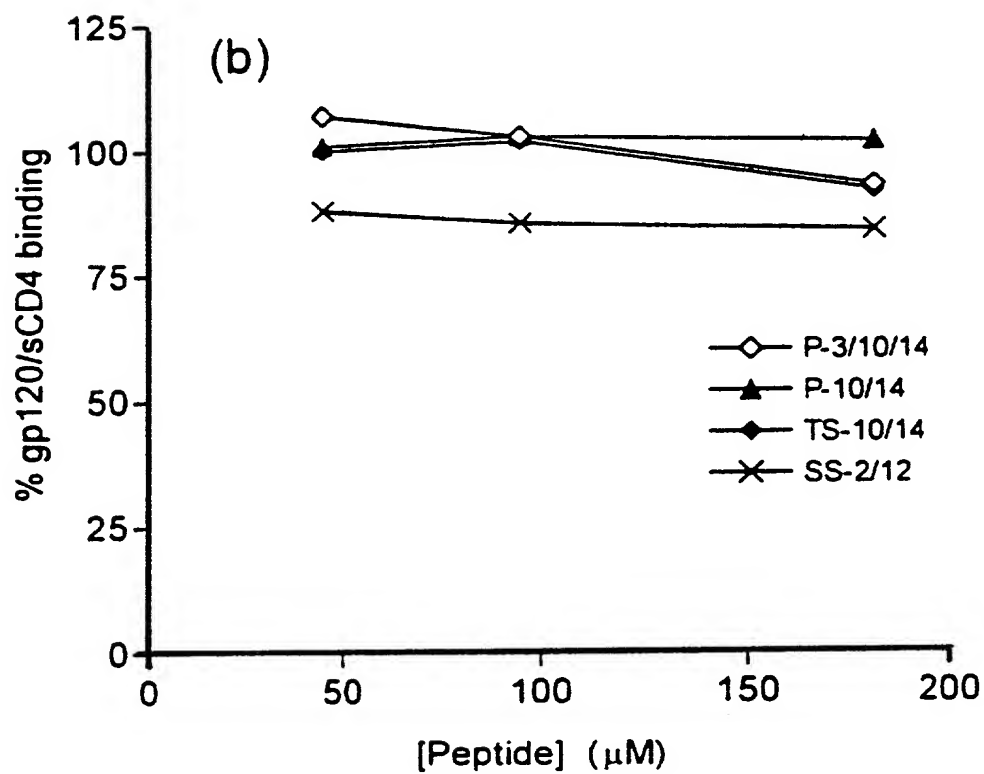 125
(b)
100
75
50
25
0
% gp120/sCD4 binding
P-3/10/14
P-10/14
TS-10/14
SS-2/12
0 50 100 150 200
[Peptide] (μM)